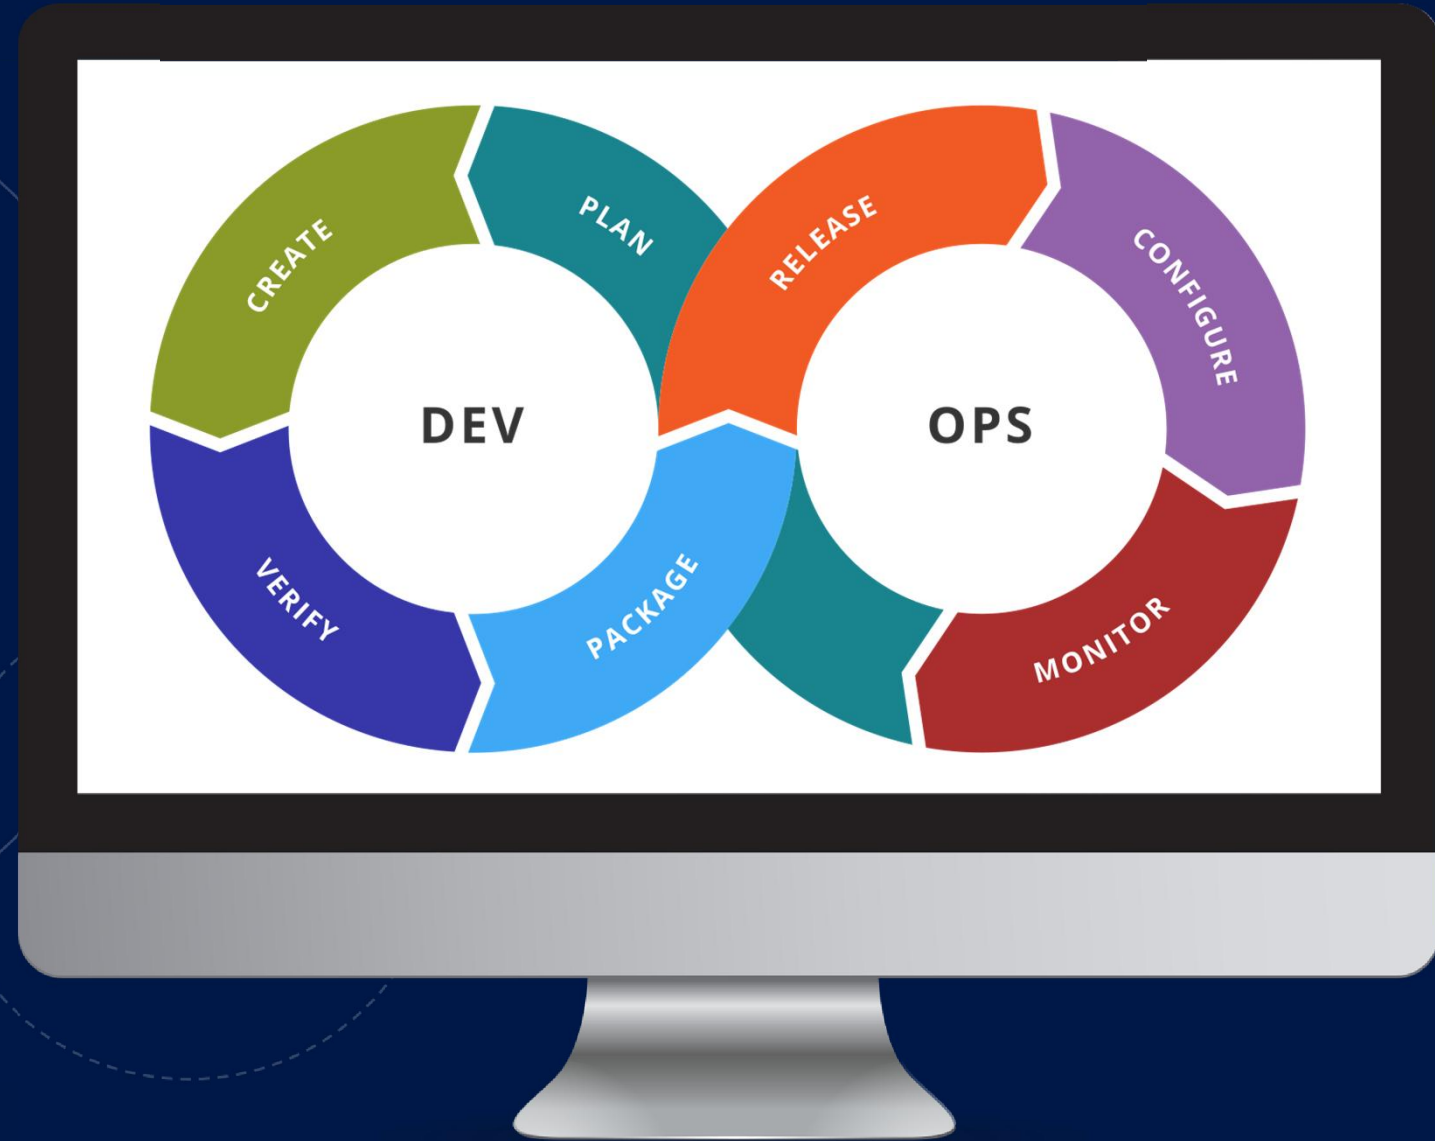 CREATE
PLAN
RELEASE
CONFIGURE
DEV
OPS
VERIFY
PACKAGE
MONITOR